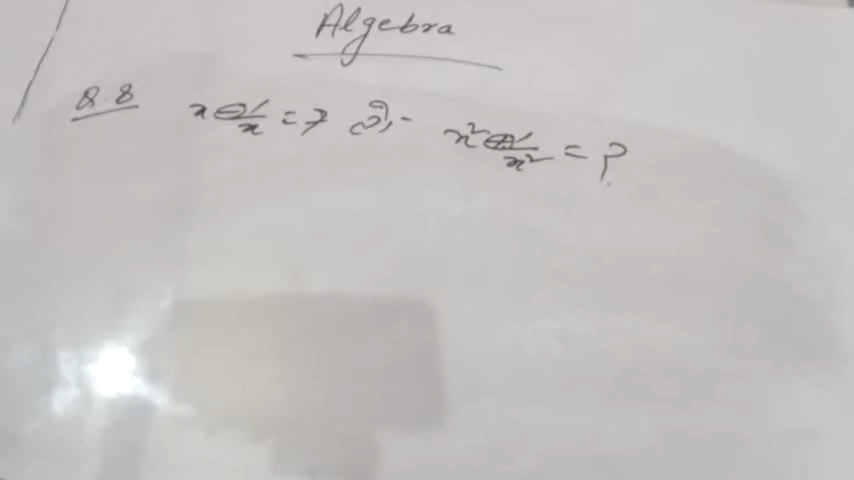 Algebra
Q.8 x ⊖ 1/x = 7 x² ⊕ 1/x² = ?